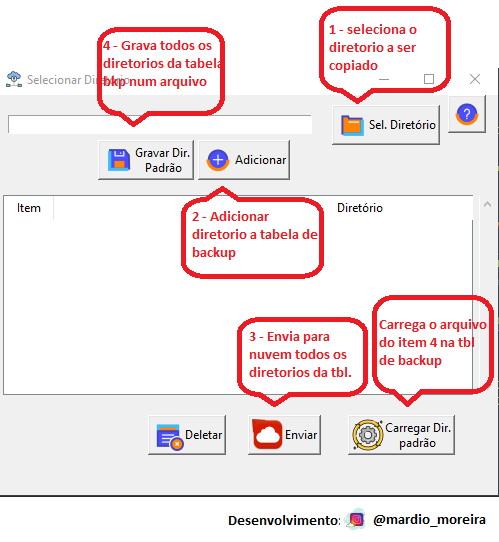 1 - seleciona o
diretorio a ser
copiado
4 - Grava todos os
diretorios da tabela
bkp num arquivo
Selecionar Diretório
Sel. Diretório
?
Gravar Dir.
Padrão
Adicionar
Item
Diretório
2 - Adicionar
diretorio a tabela de
backup
3 - Envia para
nuvem todos os
diretorios da tbl.
Carrega o arquivo
do item 4 na tbl
de backup
Deletar
Enviar
Carregar Dir.
padrão
Desenvolvimento: @mardio_moreira